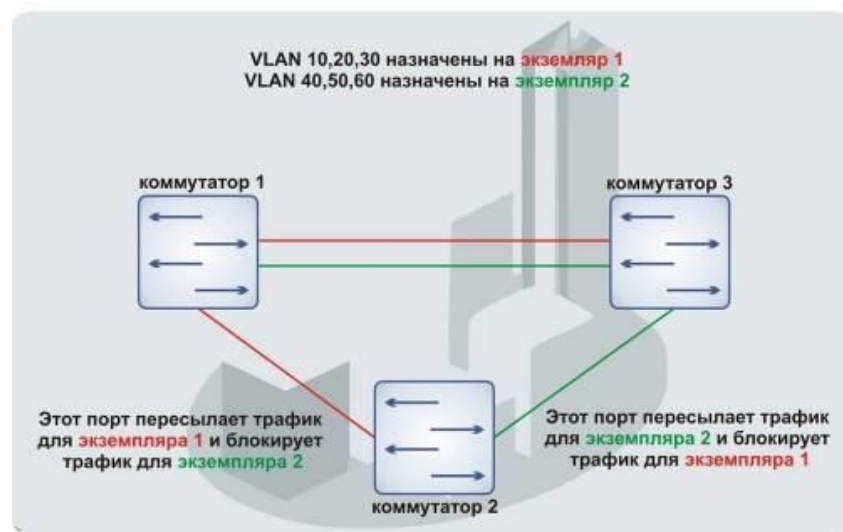 VLAN 10,20,30 назначены на экземляр 1
VLAN 40,50,60 назначены на экземпляр 2
коммутатор 1
коммутатор 3
Этот порт пересылает трафик
для экземпляра 1 и блокирует
трафик для экземпляра 2
Этот порт пересылает трафик
для экземпляра 2 и блокирует
трафик для экземпляра 1
коммутатор 2